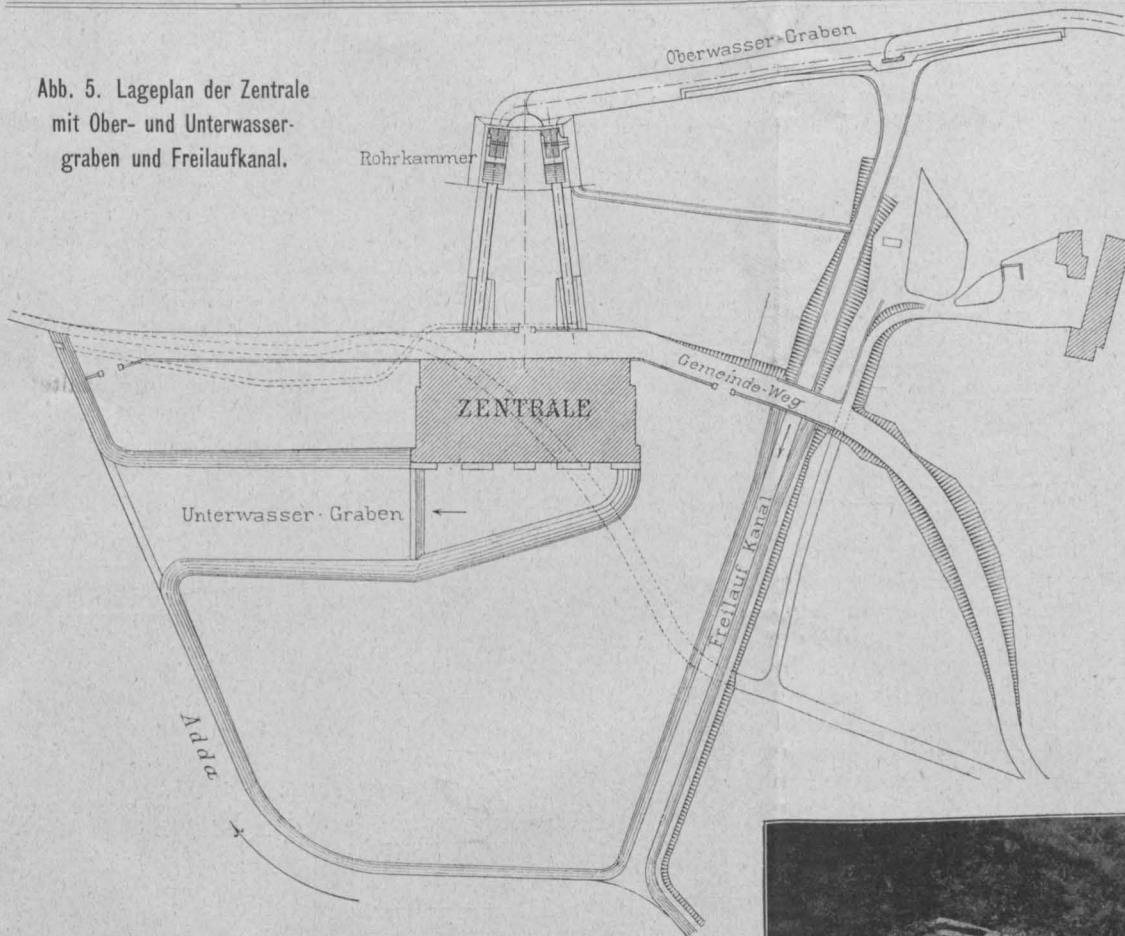 Abb. 5. Lageplan der Zentrale
mit Ober- und Unterwasser-
graben und Freilaufkanal.
Oberwasser-Graben
Rohrkammer
Gemeinde-Weg
ZENTRALE
Unterwasser-Graben
Freilauf Kanal
Adda